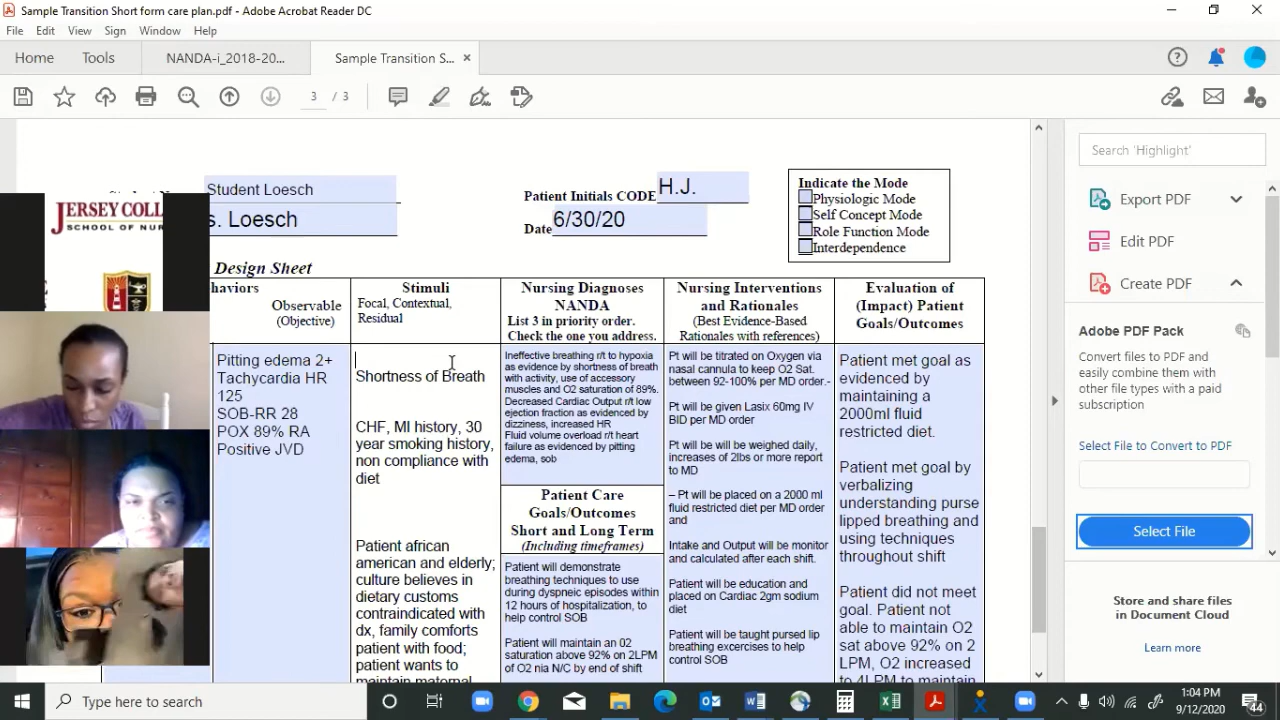 Sample Transition Short form care plan.pdf - Adobe Acrobat Reader DC
File Edit View Sign Window Help
Home Tools NANDA-i_2018-20... Sample Transition S... ×
3 / 3
Student Loesch
s. Loesch
Patient Initials CODE H.J.
Date 6/30/20
Indicate the Mode
Physiologic Mode
Self Concept Mode
Role Function Mode
Interdependence
JERSEY COLL
SCHOOL OF NUR
Design Sheet
haviors
Observable
(Objective)
Pitting edema 2+
Tachycardia HR
125
SOB-RR 28
POX 89% RA
Positive JVD
Stimuli
Focal, Contextual,
Residual
Shortness of Breath
CHF, MI history, 30
year smoking history,
non compliance with
diet
Patient african
american and elderly;
culture believes in
dietary customs
contraindicated with
dx, family comforts
patient with food;
patient wants to
maintain maternal
Nursing Diagnoses
NANDA
List 3 in priority order.
Check the one you address.
Ineffective breathing r/t to hypoxia
as evidence by shortness of breath
with activity, use of accessory
muscles and O2 saturation of 89%.
Decreased Cardiac Output r/t low
ejection fraction as evidenced by
dizziness, increased HR
Fluid volume overload r/t heart
failure as evidenced by pitting
edema, sob
Patient Care
Goals/Outcomes
Short and Long Term
(Including timeframes)
Patient will demonstrate
breathing techniques to use
during dyspneic episodes within
12 hours of hospitalization, to
help control SOB
Patient will maintain an 02
saturation above 92% on 2LPM
of O2 nia N/C by end of shift
Nursing Interventions
and Rationales
(Best Evidence-Based
Rationales with references)
Pt will be titrated on Oxygen via
nasal cannula to keep O2 Sat.
between 92-100% per MD order.-
Pt will be given Lasix 60mg IV
BID per MD order
Pt will be will be weighed daily,
increases of 2lbs or more report
to MD
– Pt will be placed on a 2000 ml
fluid restricted diet per MD order
and
Intake and Output will be monitor
and calculated after each shift.
Patient will be education and
placed on Cardiac 2gm sodium
diet
Patient will be taught pursed lip
breathing excercises to help
control SOB
Evaluation of
(Impact) Patient
Goals/Outcomes
Patient met goal as
evidenced by
maintaining a
2000ml fluid
restricted diet.
Patient met goal by
verbalizing
understanding purse
lipped breathing and
using techniques
throughout shift
Patient did not meet
goal. Patient not
able to maintain O2
sat above 92% on 2
LPM, O2 increased
to 4LPM to maintain
Search 'Highlight'
Export PDF
Edit PDF
Create PDF
Adobe PDF Pack
Convert files to PDF and
easily combine them with
other file types with a paid
subscription
Select File to Convert to PDF
Select File
Store and share files
in Document Cloud
Learn more
Type here to search
1:04 PM
9/12/2020
44